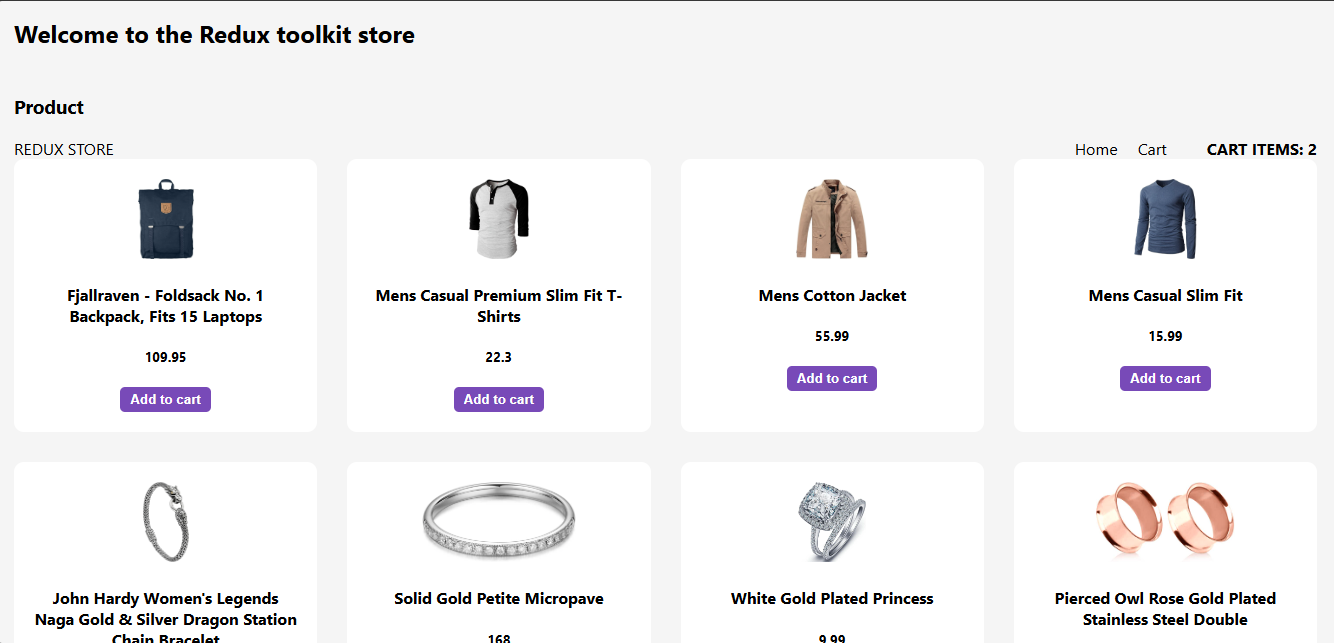 Welcome to the Redux toolkit store
Product
REDUX STORE
Home
Cart
CART ITEMS: 2
Fjallraven - Foldsack No. 1
Backpack, Fits 15 Laptops
109.95
Add to cart
Mens Casual Premium Slim Fit T-
Shirts
22.3
Add to cart
Mens Cotton Jacket
55.99
Add to cart
Mens Casual Slim Fit
15.99
Add to cart
John Hardy Women's Legends
Naga Gold & Silver Dragon Station
Chain Bracelet
Solid Gold Petite Micropave
168
White Gold Plated Princess
9.99
Pierced Owl Rose Gold Plated
Stainless Steel Double